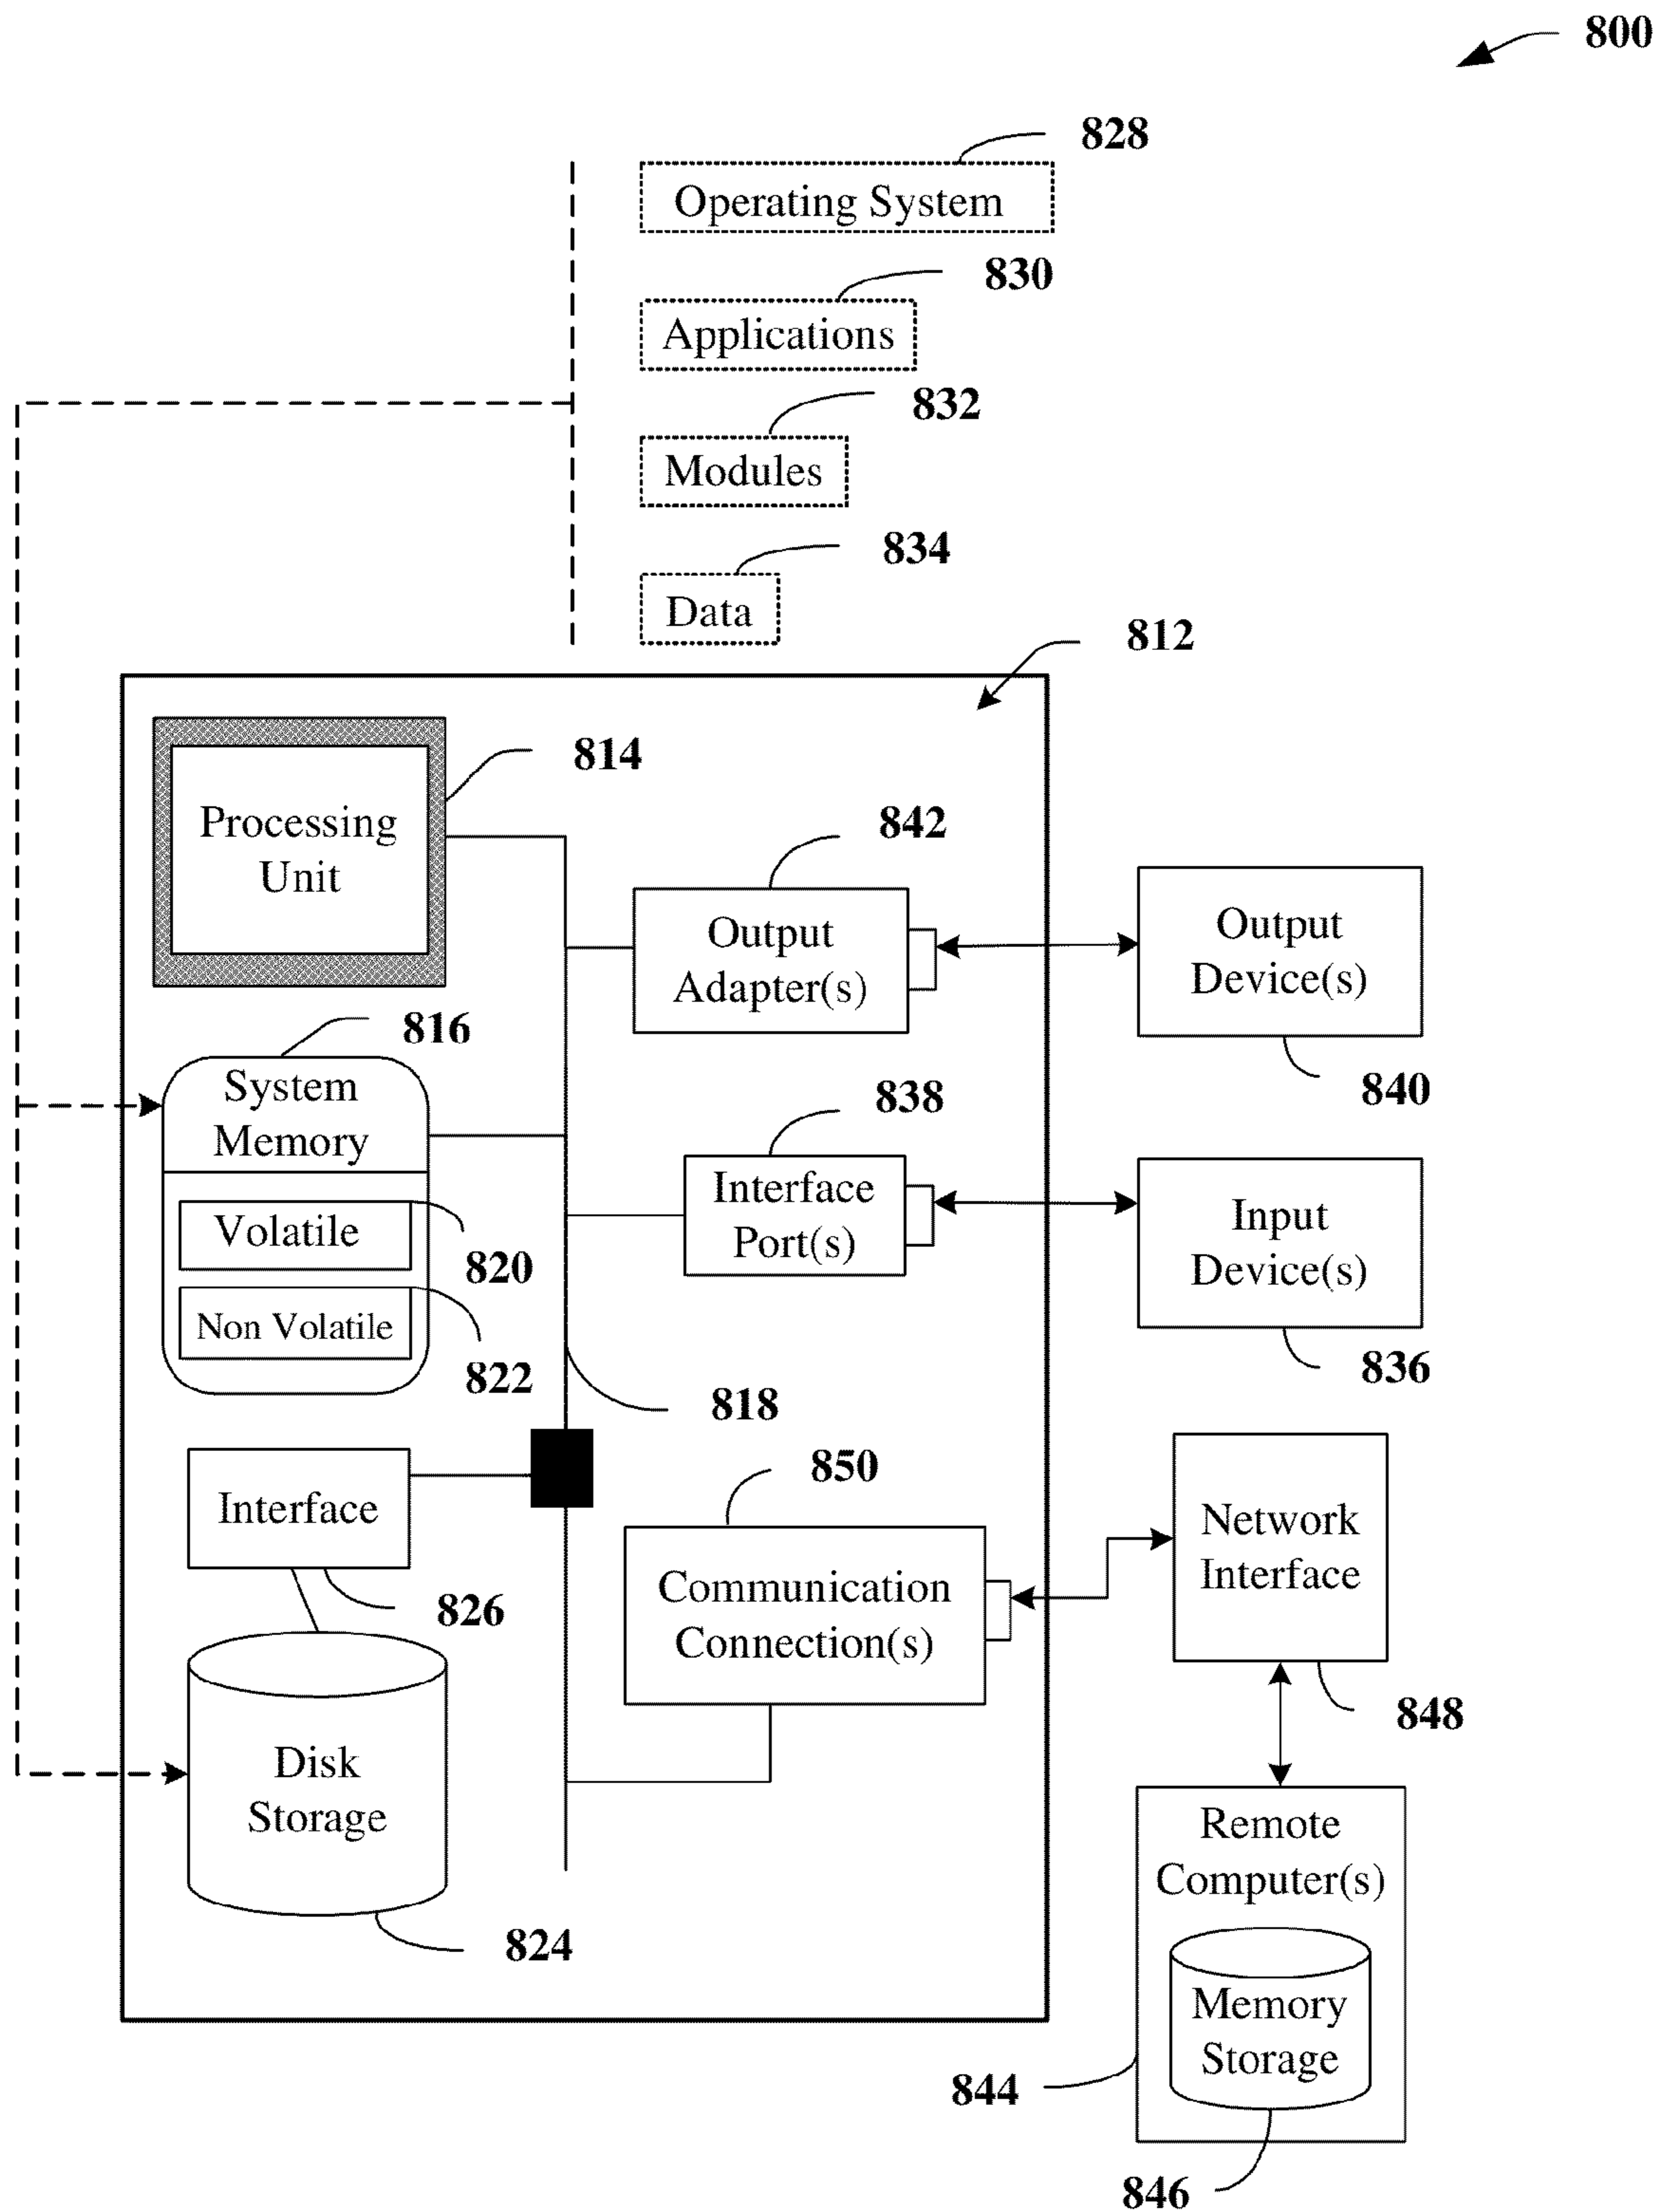 800
828
Operating System
830
Applications
832
Modules
834
Data
812
814
Processing
Unit
842
Output
Adapter(s)
Output
Device(s)
840
816
System
Memory
838
Interface
Port(s)
Input
Device(s)
836
Volatile
820
Non Volatile
822
818
850
Interface
826
Communication
Connection(s)
Network
Interface
848
Disk
Storage
824
Remote
Computer(s)
Memory
Storage
844
846